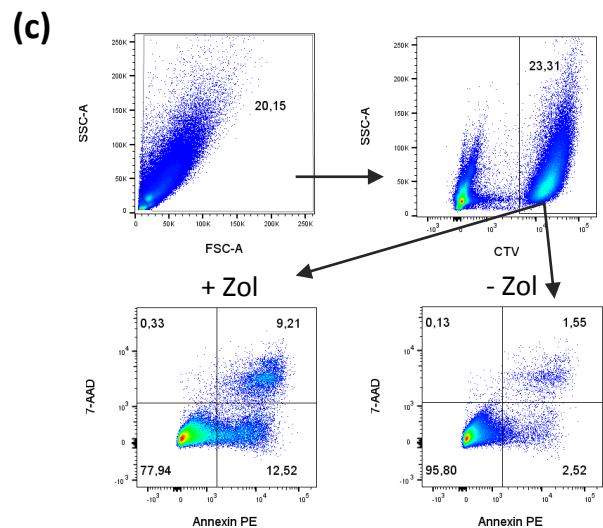 (c)
250K
200K
150K
100K
50K
0
0
50K
100K
150K
200K
250K
SSC-A
FSC-A
20,15
250K
200K
150K
100K
50K
0
-10³
0
10³
10⁴
10⁵
SSC-A
CTV
23,31
+ Zol
- Zol
0,33
9,21
77,94
12,52
10⁴
10³
0
-10³
-10³
0
10³
10⁴
10⁵
7-AAD
Annexin PE
0,13
1,55
95,80
2,52
10⁴
10³
0
-10³
-10³
0
10³
10⁴
10⁵
7-AAD
Annexin PE